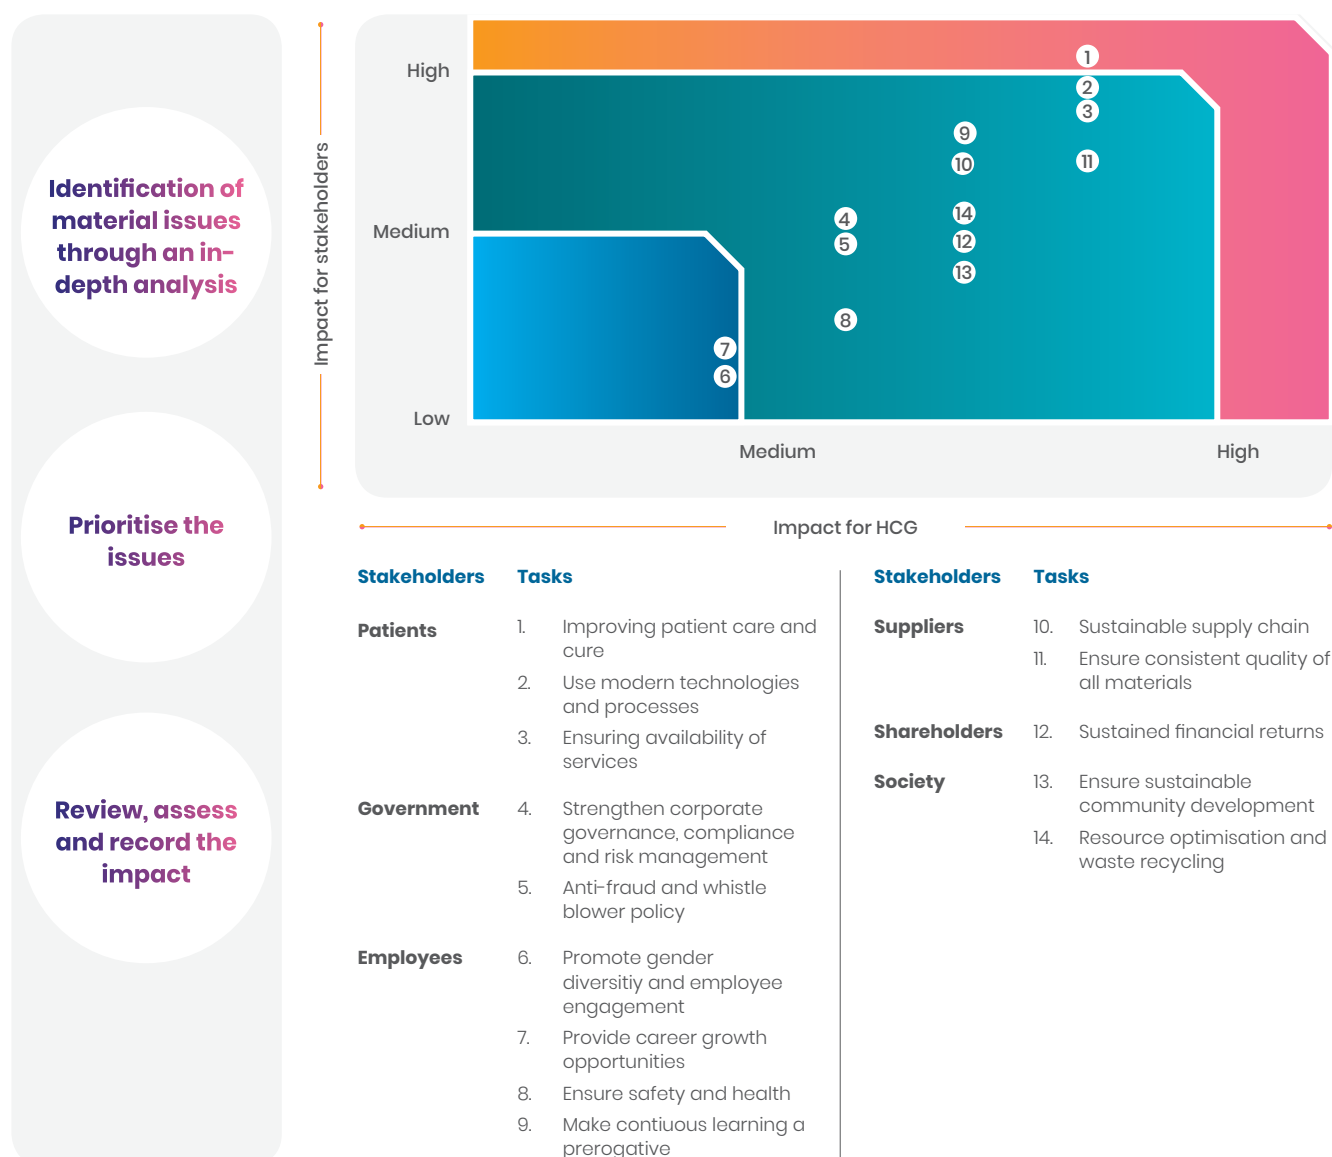 Identification of
material issues
through an in-
depth analysis
Prioritise the
issues
Review, assess
and record the
impact
Impact for stakeholders
High
Medium
Low
1
2
3
9
10
11
4
5
14
12
13
8
7
6
Medium
High
Impact for HCG
Stakeholders Tasks
Patients 1. Improving patient care and
cure
2. Use modern technologies
and processes
3. Ensuring availability of
services
Government 4. Strengthen corporate
governance, compliance
and risk management
5. Anti-fraud and whistle
blower policy
Employees 6. Promote gender
diversitiy and employee
engagement
7. Provide career growth
opportunities
8. Ensure safety and health
9. Make contiuous learning a
prerogative
Stakeholders Tasks
Suppliers 10. Sustainable supply chain
11. Ensure consistent quality of
all materials
Shareholders 12. Sustained financial returns
Society 13. Ensure sustainable
community development
14. Resource optimisation and
waste recycling